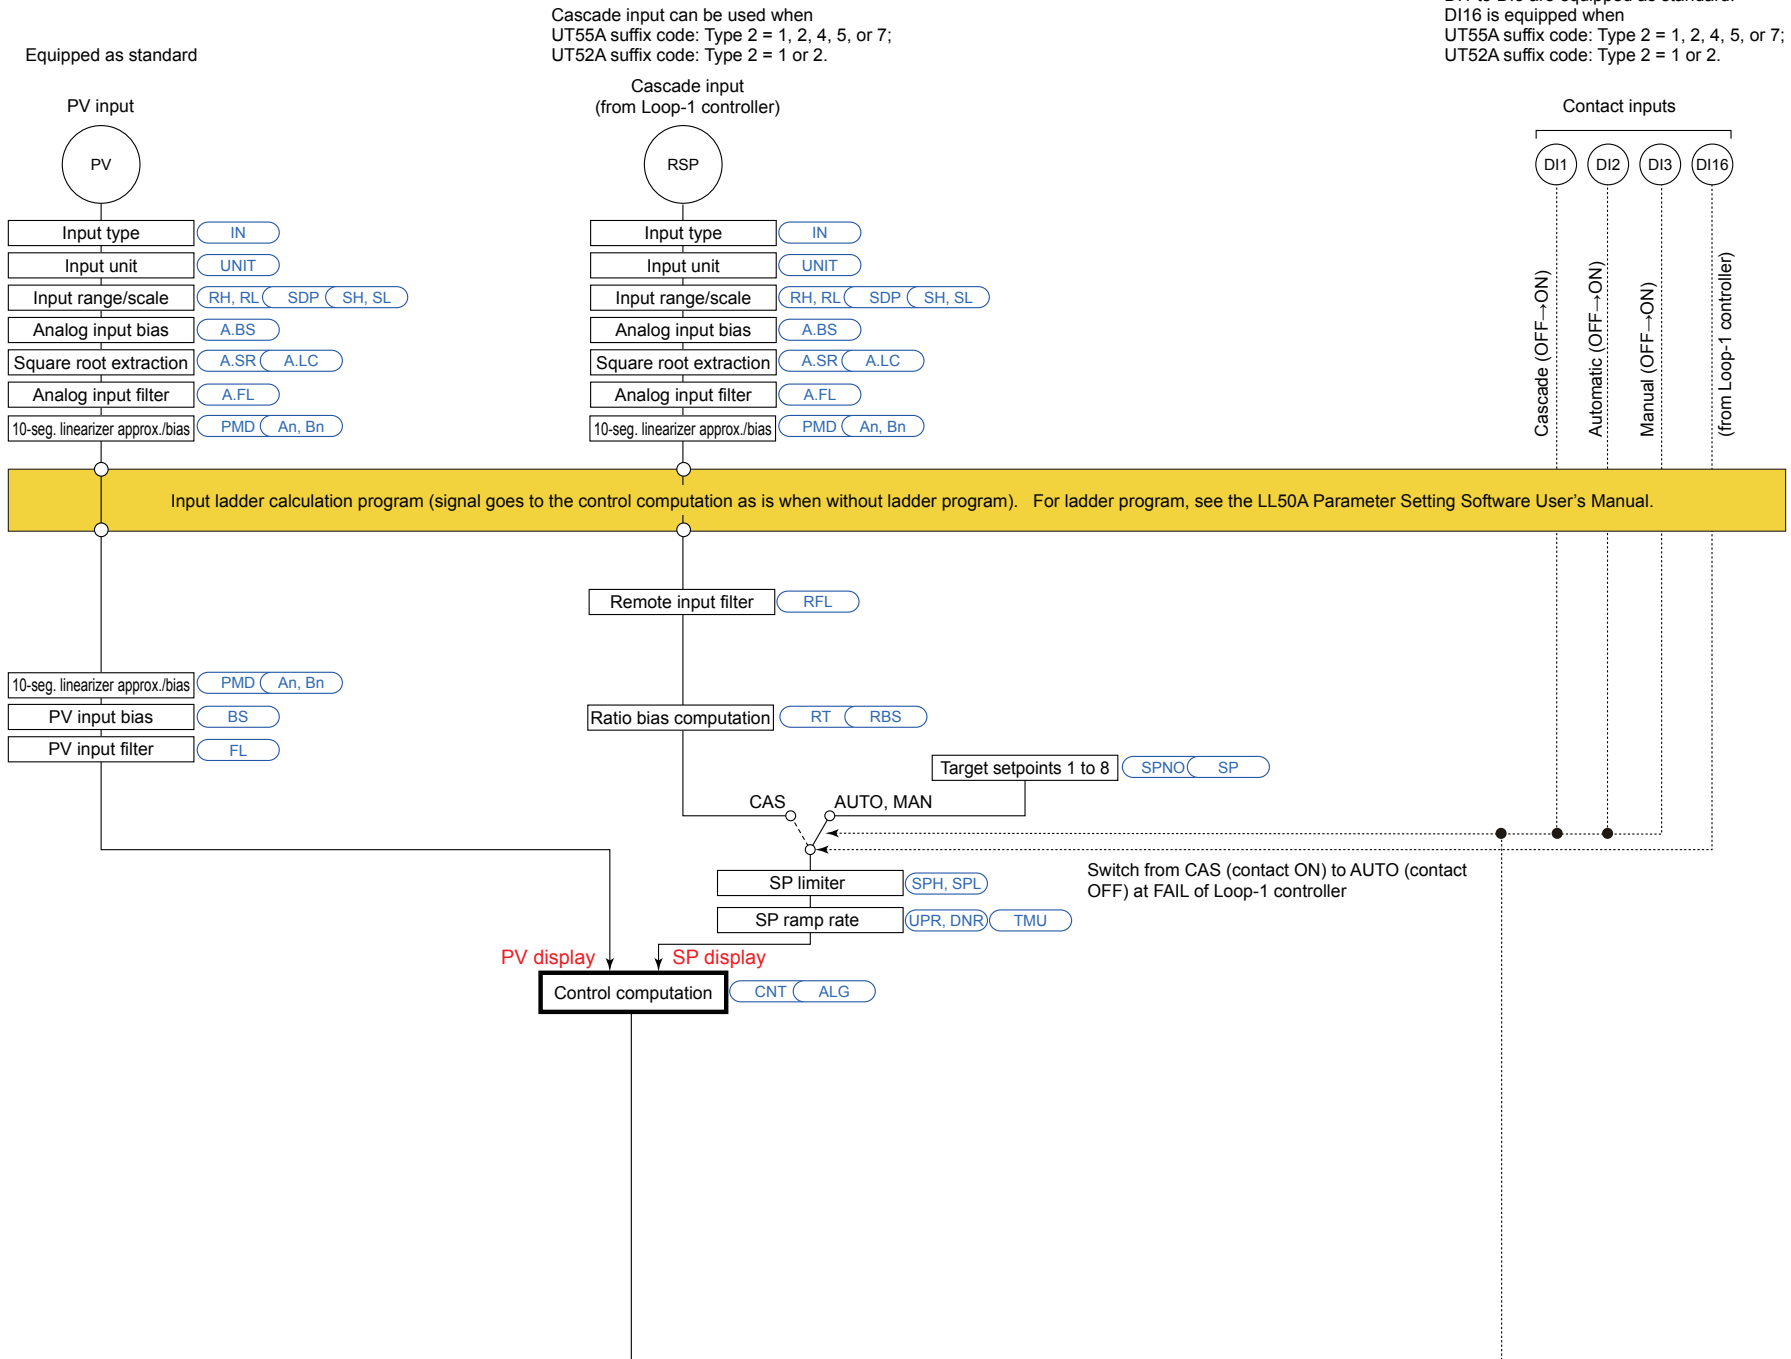 Equipped as standard
PV input
PV
Input type IN
Input unit UNIT
Input range/scale RH, RL SDP SH, SL
Analog input bias A.BS
Square root extraction A.SR A.LC
Analog input filter A.FL
10-seg. linearizer approx./bias PMD An, Bn
Cascade input can be used when
UT55A suffix code: Type 2 = 1, 2, 4, 5, or 7;
UT52A suffix code: Type 2 = 1 or 2.
Cascade input
(from Loop-1 controller)
RSP
Input type IN
Input unit UNIT
Input range/scale RH, RL SDP SH, SL
Analog input bias A.BS
Square root extraction A.SR A.LC
Analog input filter A.FL
10-seg. linearizer approx./bias PMD An, Bn
DI16 is equipped when
UT55A suffix code: Type 2 = 1, 2, 4, 5, or 7;
UT52A suffix code: Type 2 = 1 or 2.
Contact inputs
DI1 DI2 DI3 DI16
Cascade (OFF→ON)
Automatic (OFF→ON)
Manual (OFF→ON)
(from Loop-1 controller)
Input ladder calculation program (signal goes to the control computation as is when without ladder program). For ladder program, see the LL50A Parameter Setting Software User's Manual.
Remote input filter RFL
10-seg. linearizer approx./bias PMD An, Bn
PV input bias BS
PV input filter FL
Ratio bias computation RT RBS
Target setpoints 1 to 8 SPNO SP
CAS AUTO, MAN
Switch from CAS (contact ON) to AUTO (contact
OFF) at FAIL of Loop-1 controller
SP limiter SPH, SPL
SP ramp rate UPR, DNR TMU
PV display SP display
Control computation CNT ALG